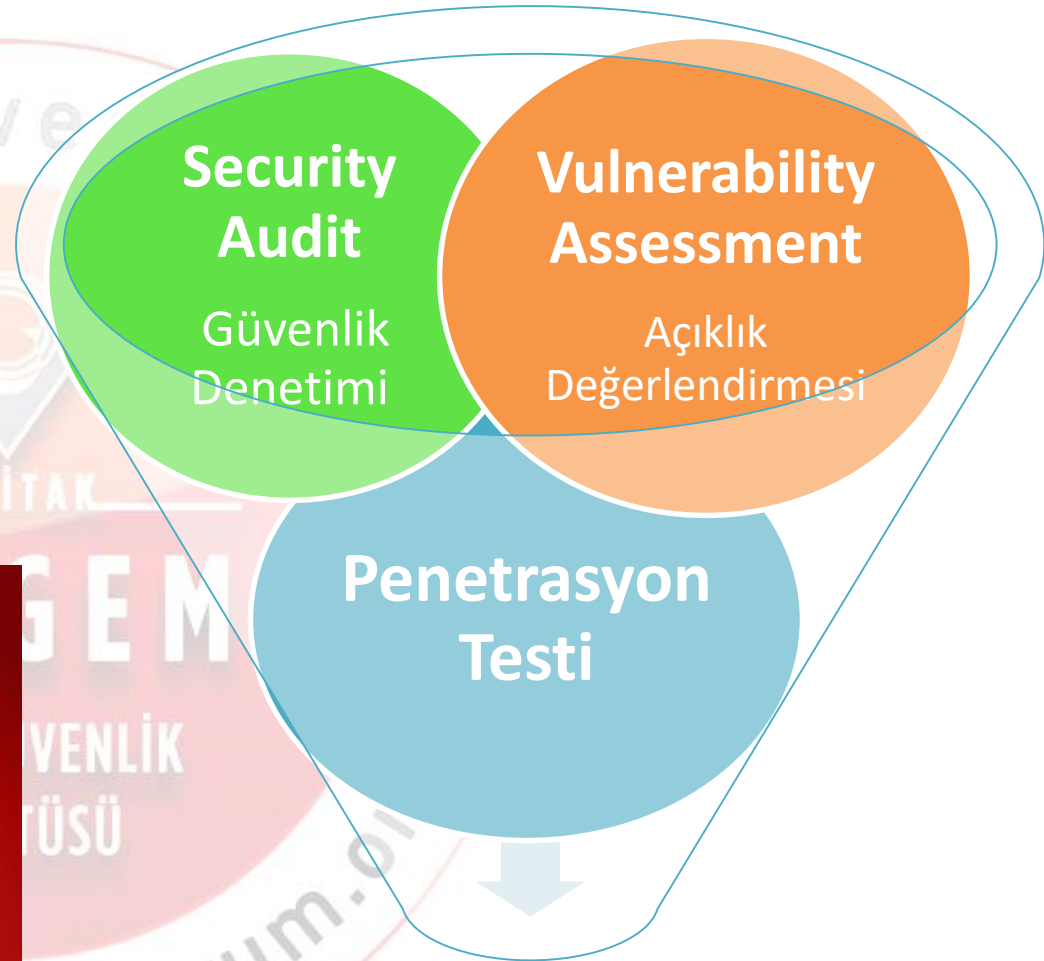 Security
Audit
Güvenlik
Denetimi
Vulnerability
Assessment
Açıklık
Değerlendirmesi
Penetrasyon
Testi